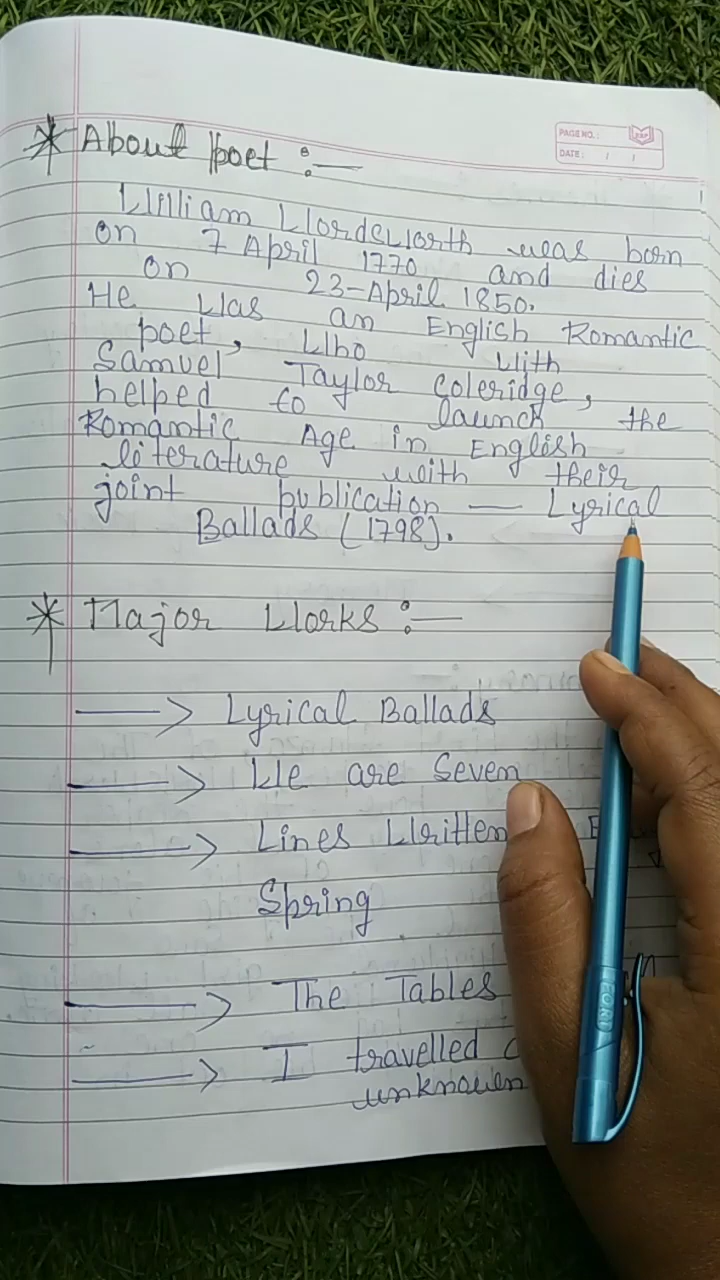 PAGE NO.:
DATE: / /
* About poet :—
William Wordsworth was born
on 7 April 1770 and dies
on 23-April 1850.
He was an English Romantic
poet, who with
Samuel Taylor Coleridge,
helped to launch the
Romantic Age in English
literature with their
joint publication — Lyrical
Ballads (1798).
* Major Works :—
→ Lyrical Ballads
→ We are Seven
→ Lines Written
Spring
→ The Tables
→ I travelled
unknown
FORT